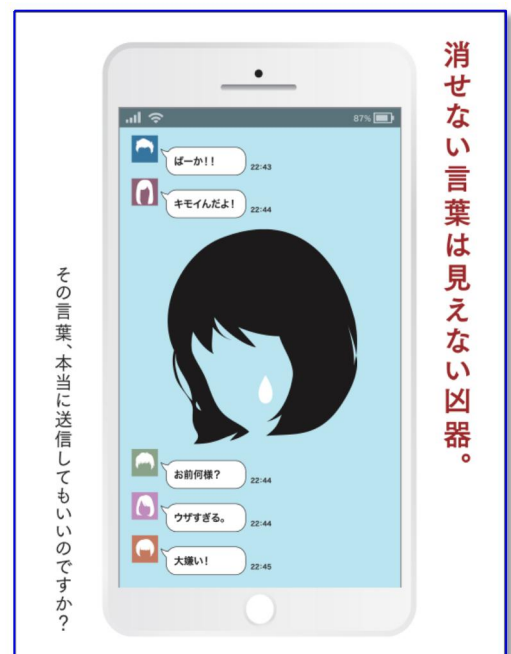 消せない言葉は見えない凶器。
87%
ばーか!!
22:43
キモイんだよ!
22:44
お前何様?
22:44
ウザすぎる。
22:44
大嫌い!
22:45
その言葉、本当に送信してもいいのですか?